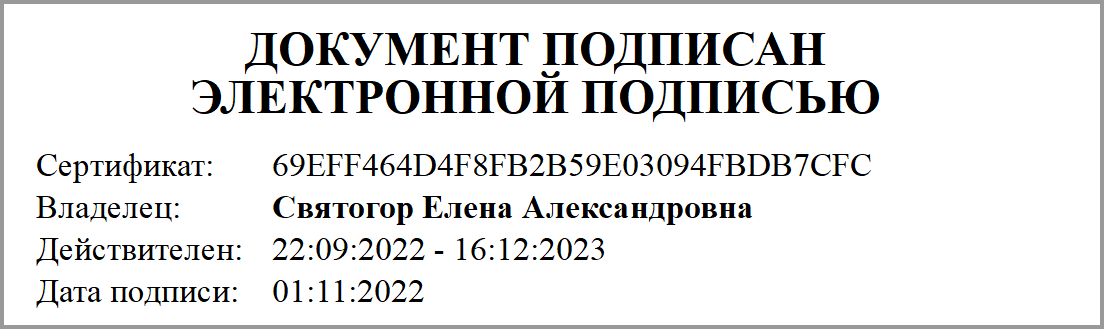 ДОКУМЕНТ ПОДПИСАН
ЭЛЕКТРОННОЙ ПОДПИСЬЮ
Сертификат: 69EFF464D4F8FB2B59E03094FBDB7CFC
Владелец: Святогор Елена Александровна
Действителен: 22:09:2022 - 16:12:2023
Дата подписи: 01:11:2022